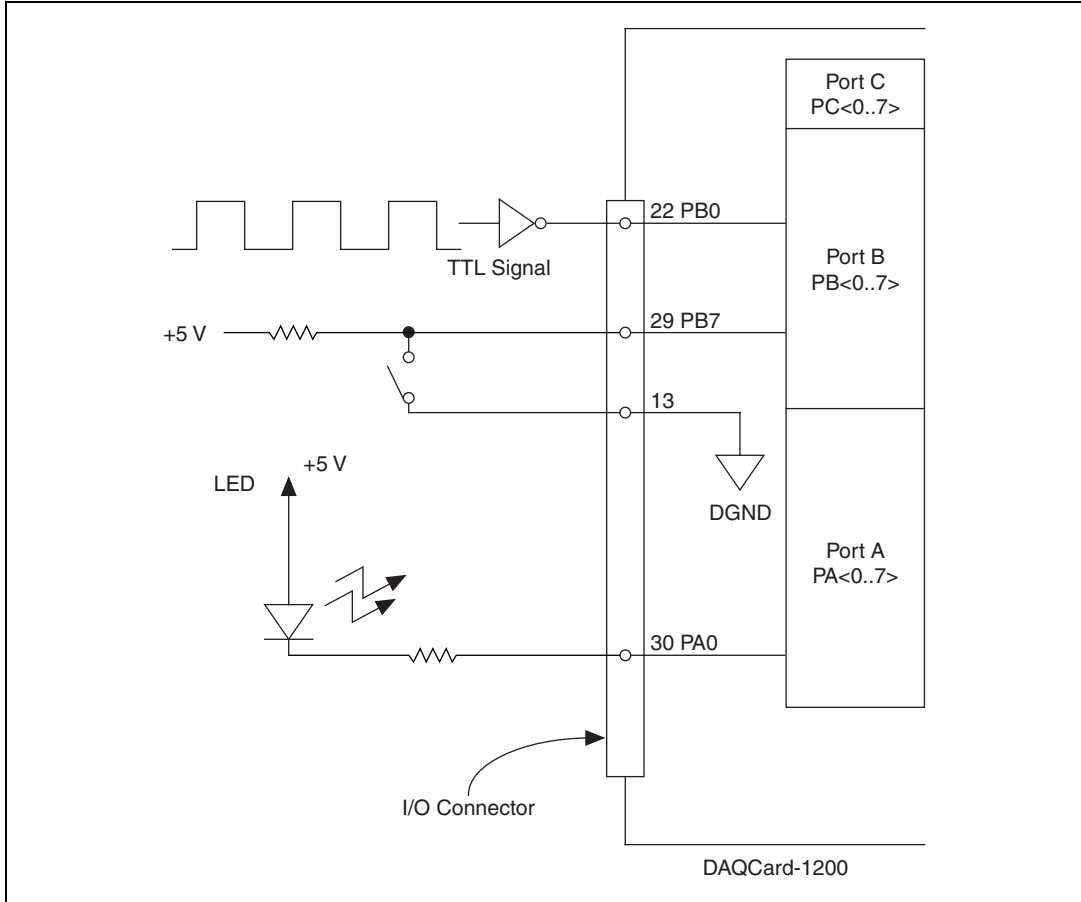 Port C
PC<0..7>
22 PB0
TTL Signal
Port B
PB<0..7>
+5 V
29 PB7
13
DGND
+5 V
LED
Port A
PA<0..7>
30 PA0
I/O Connector
DAQCard-1200